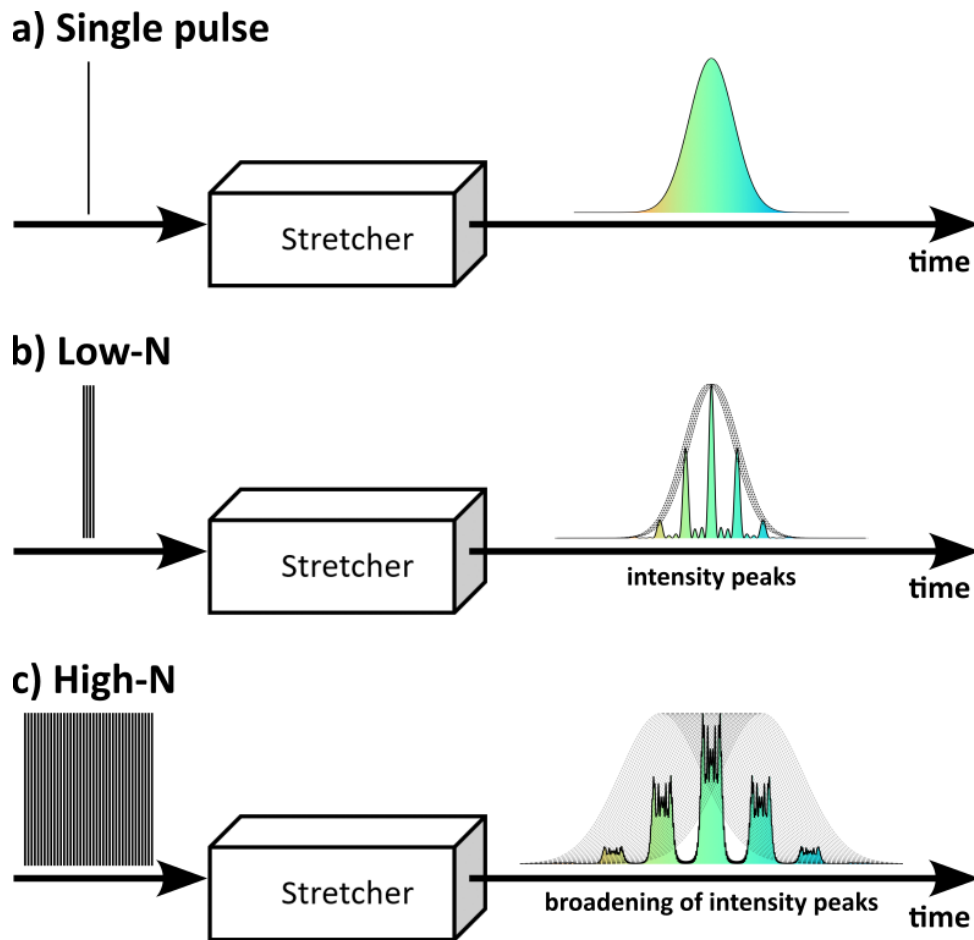 a) Single pulse
Stretcher
time
b) Low-N
Stretcher
intensity peaks
time
c) High-N
Stretcher
broadening of intensity peaks
time